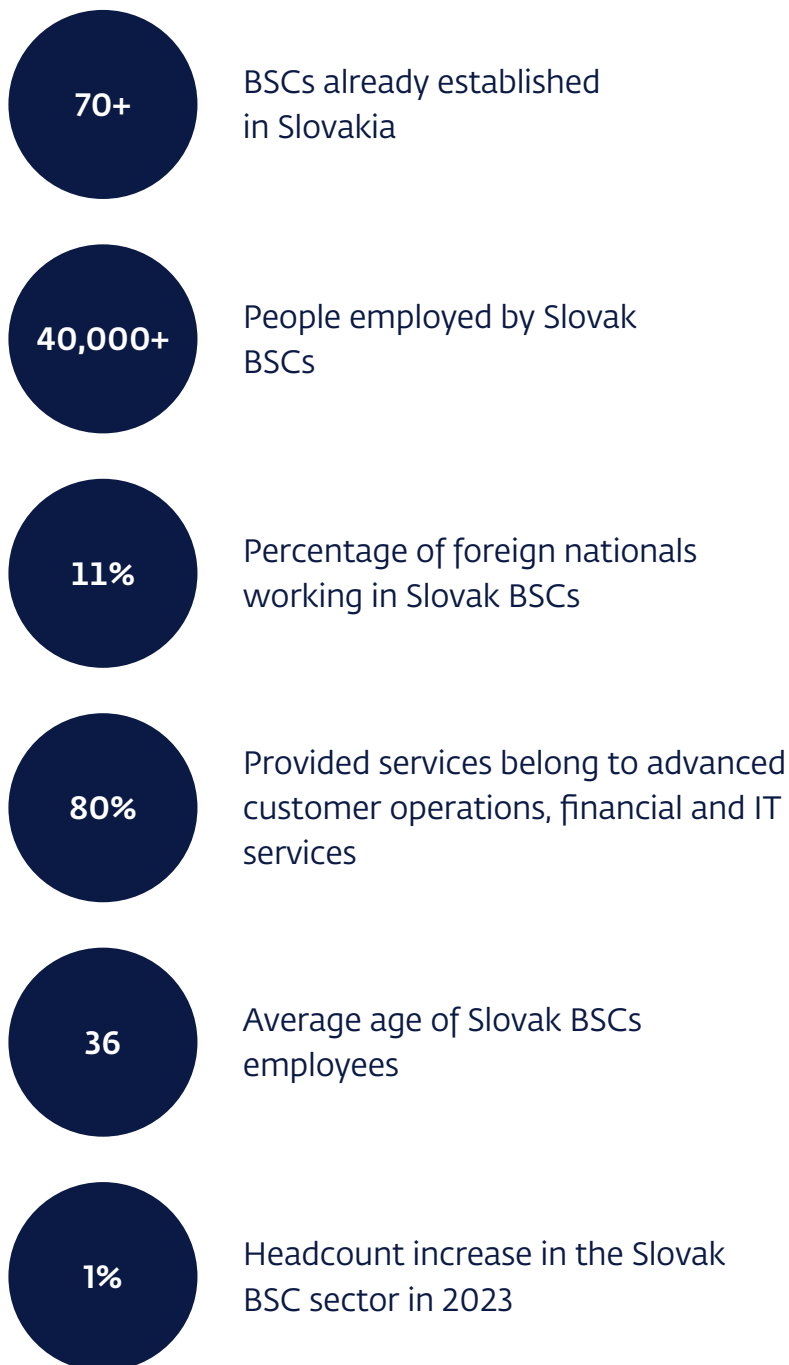 70+
BSCs already established
in Slovakia
40,000+
People employed by Slovak
BSCs
11%
Percentage of foreign nationals
working in Slovak BSCs
80%
Provided services belong to advanced
customer operations, financial and IT
services
36
Average age of Slovak BSCs
employees
1%
Headcount increase in the Slovak
BSC sector in 2023